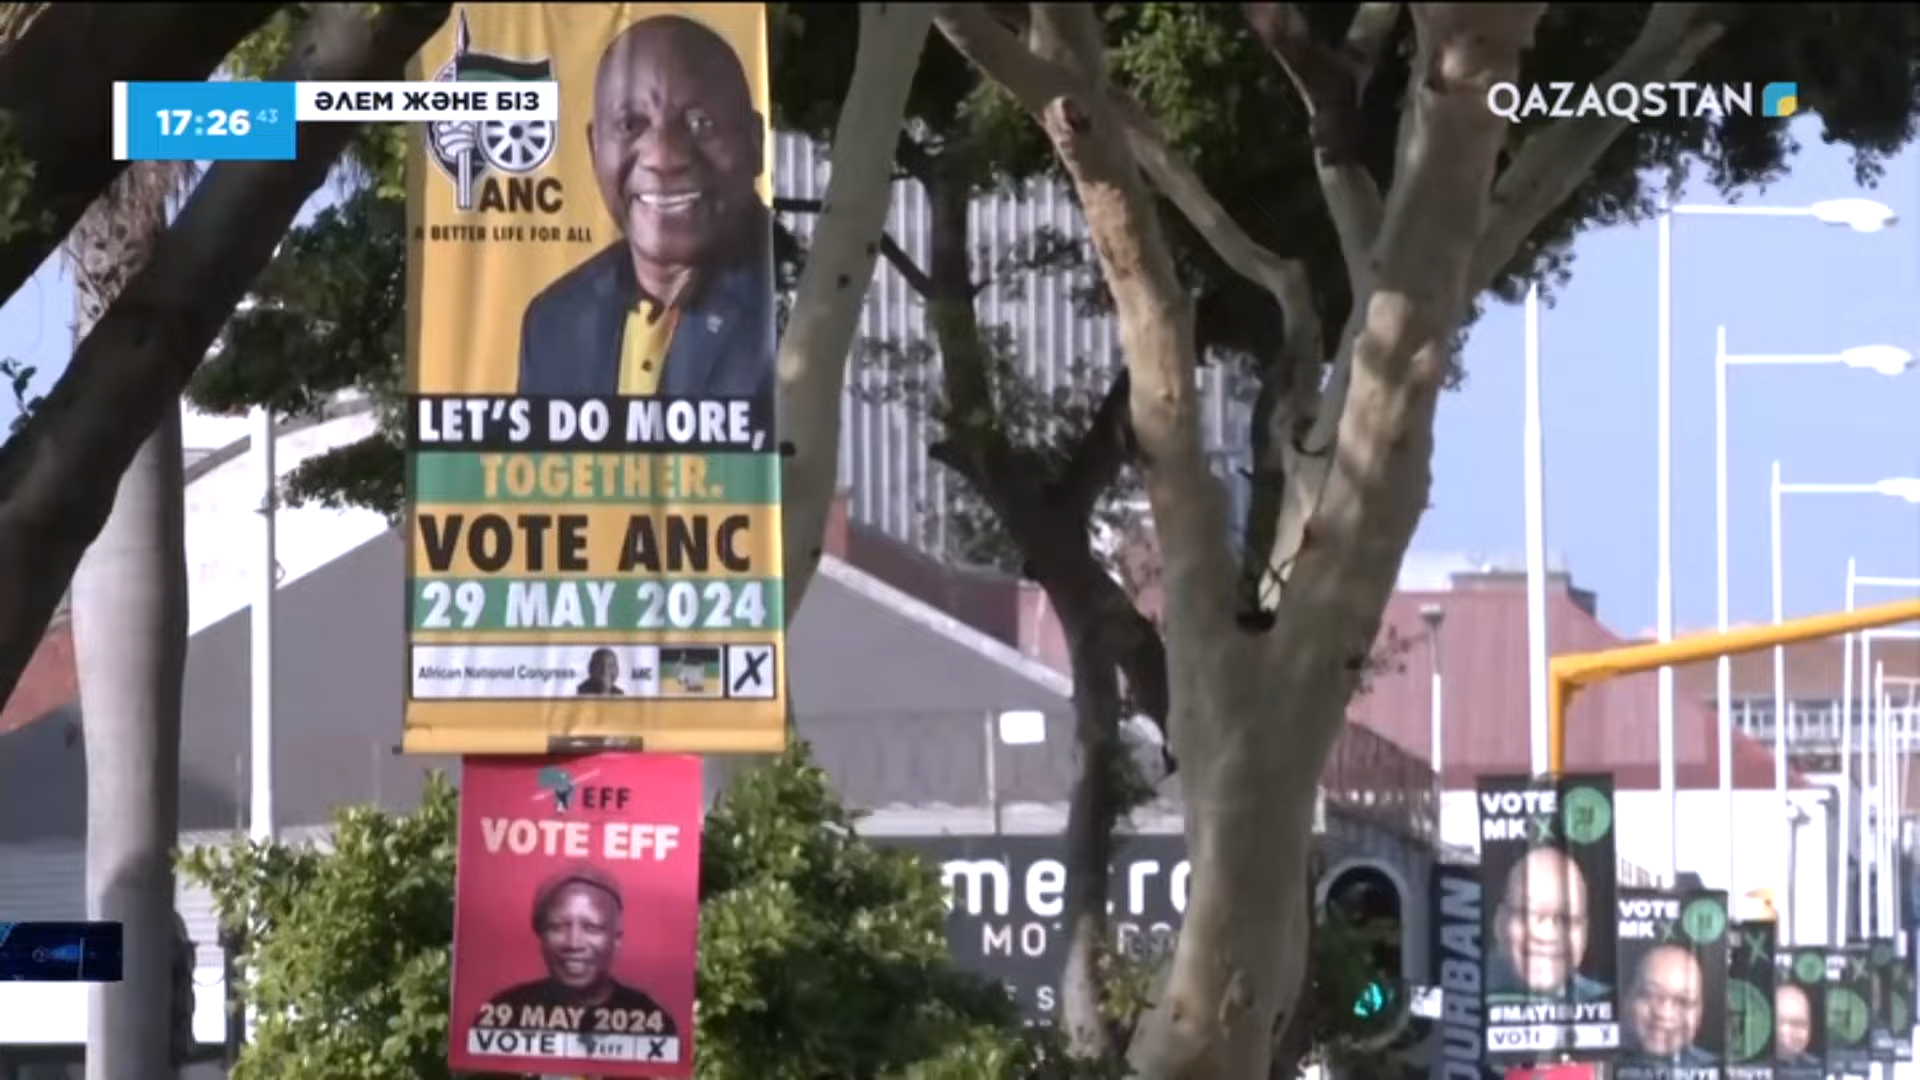 17:26 43
ӘЛЕМ ЖӘНЕ БІЗ
QAZAQSTAN
ANC
A BETTER LIFE FOR ALL
LET'S DO MORE,
TOGETHER.
VOTE ANC
29 MAY 2024
African National Congress ANC X
EFF
VOTE EFF
29 MAY 2024
VOTE EFF X
metro
VOTE
MK X
#MAYIBUYE
VOTE X
VOTE
MK X